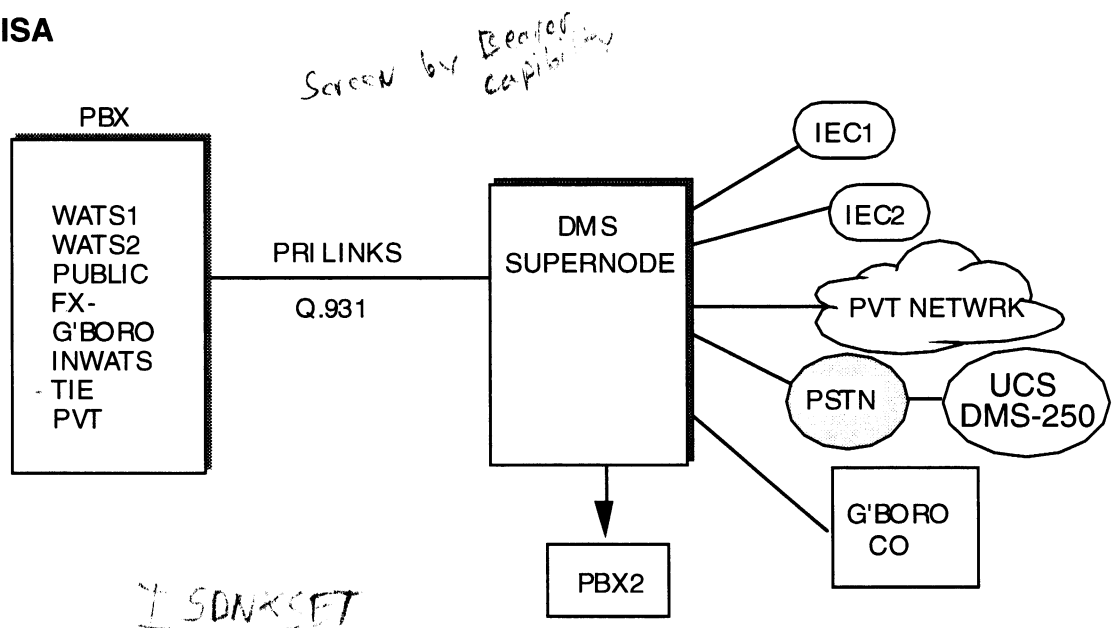 ISA
Screen by Bearer
capibility
PBX
WATS1
WATS2
PUBLIC
FX-
G'BORO
INWATS
TIE
PVT
PRI LINKS
Q.931
DMS
SUPERNODE
IEC1
IEC2
PVT NETWRK
PSTN
UCS
DMS-250
G'BORO
CO
PBX2